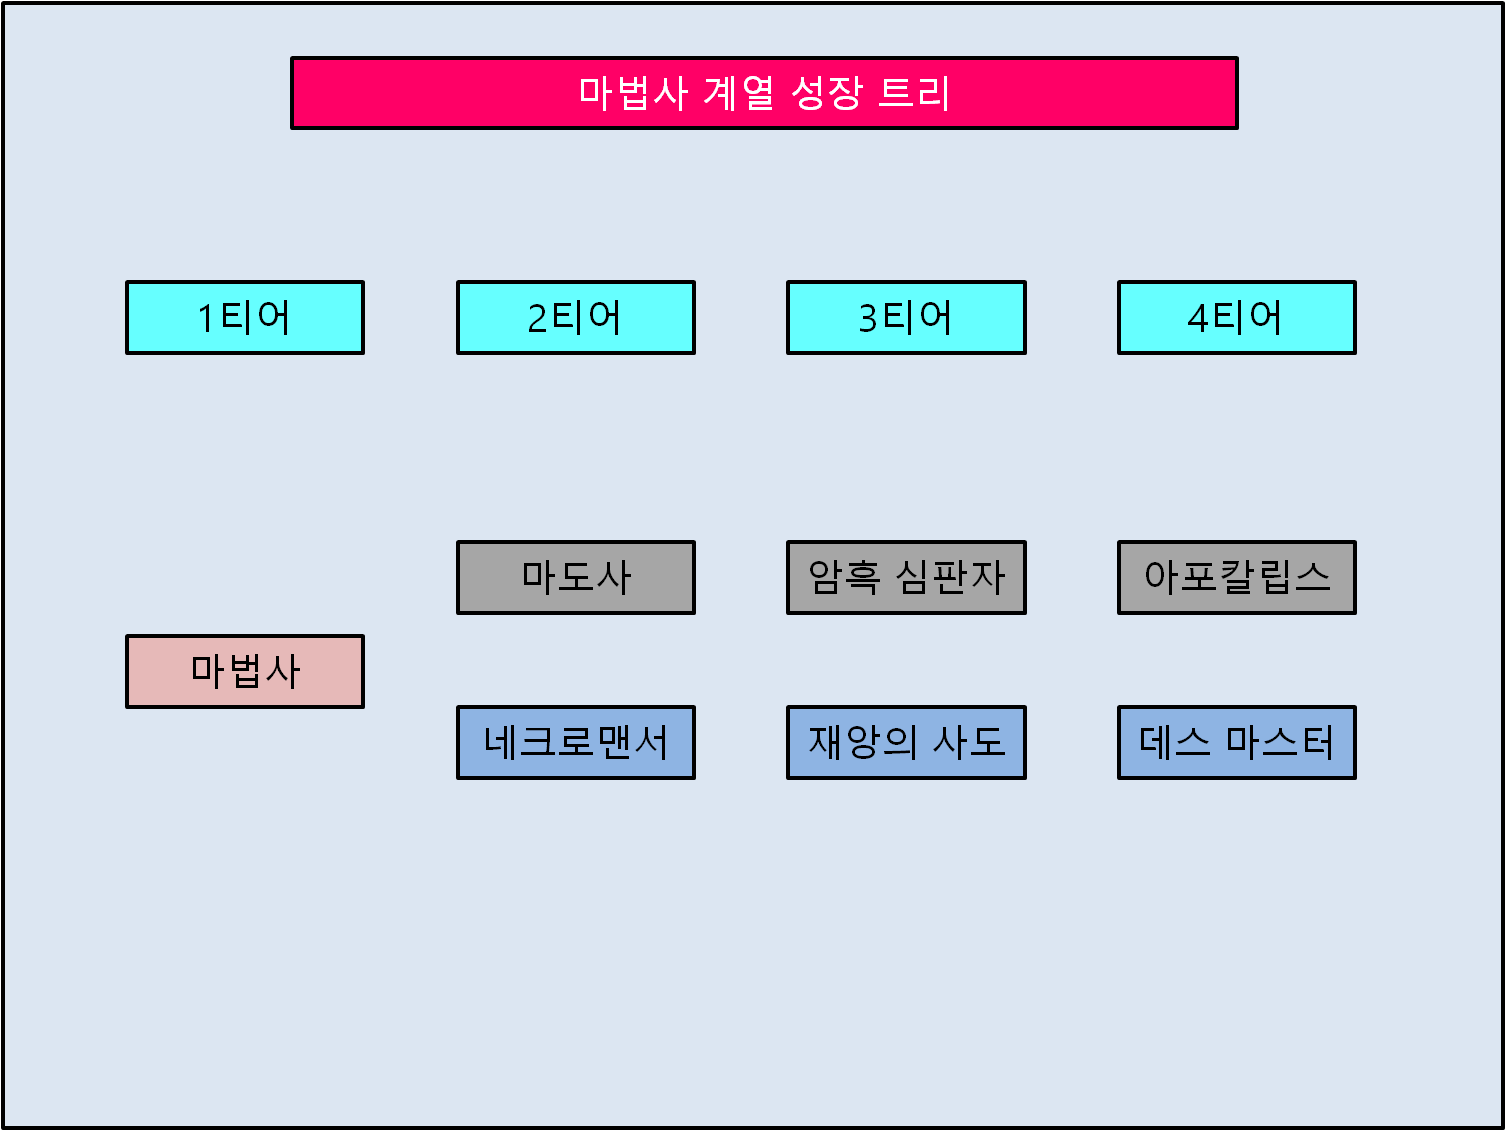 마법사 계열 성장 트리
1티어 2티어 3티어 4티어
마도사 암흑 심판자 아포칼립스
마법사
네크로맨서 재앙의 사도 데스 마스터